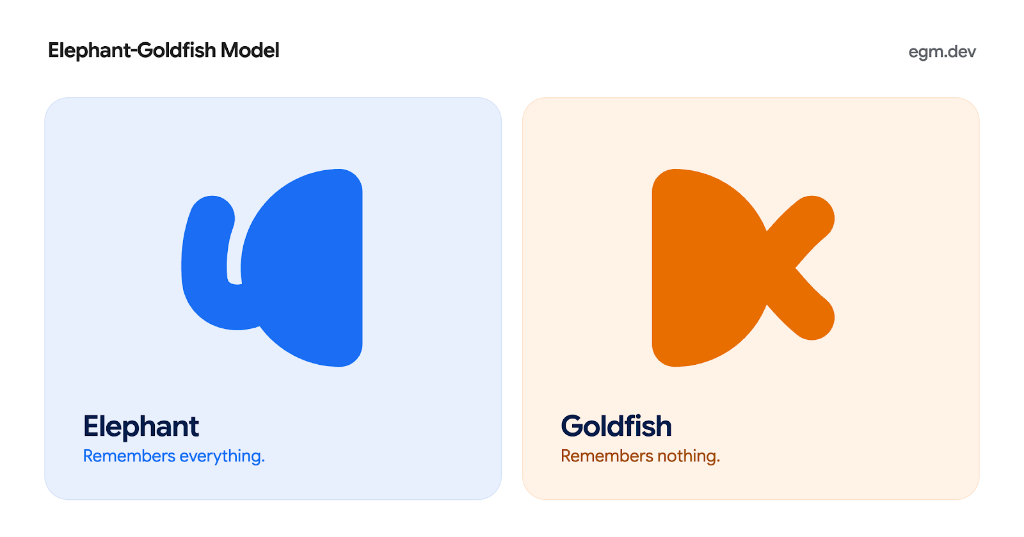 Elephant-Goldfish Model
egm.dev
Elephant
Remembers everything.
Goldfish
Remembers nothing.